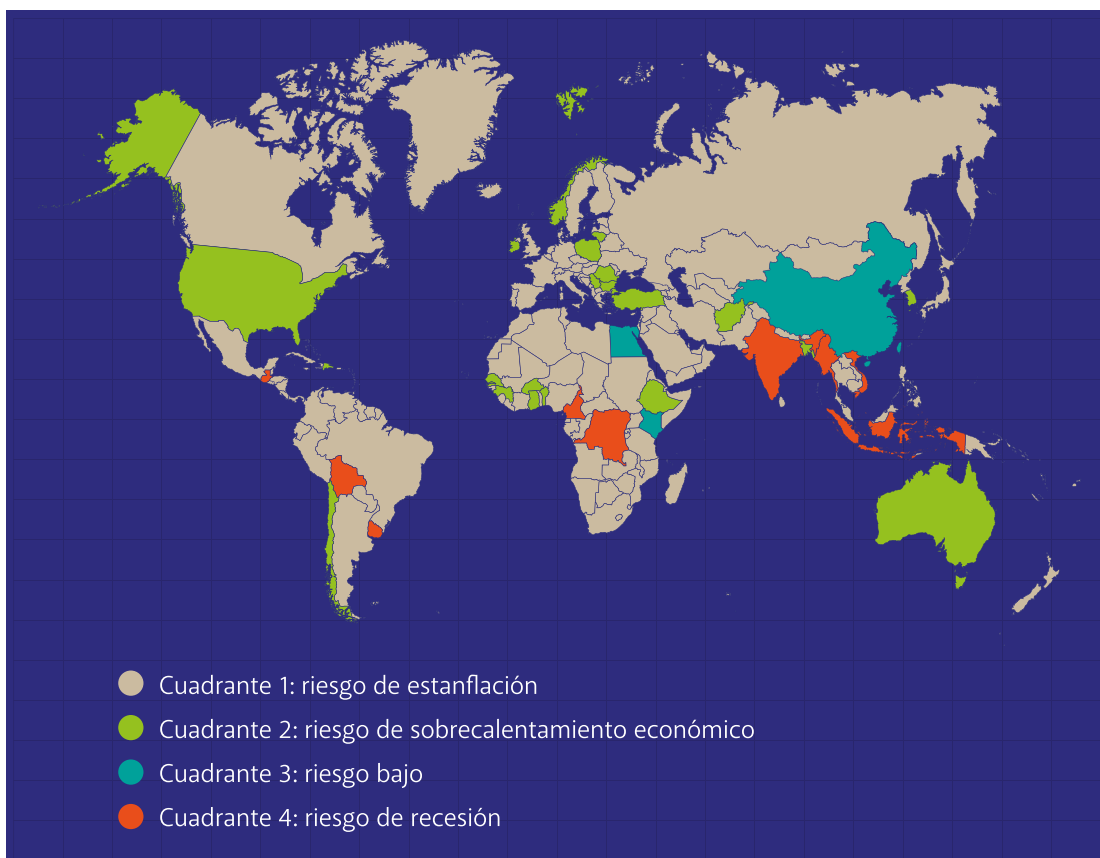 Cuadrante 1: riesgo de estanflación
Cuadrante 2: riesgo de sobrecalentamiento económico
Cuadrante 3: riesgo bajo
Cuadrante 4: riesgo de recesión